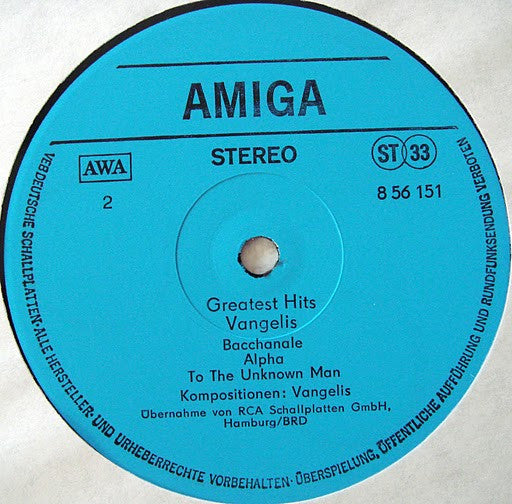 AMIGA
AWA
STEREO
ST 33
2
8 56 151
Greatest Hits
Vangelis
Bacchanale
Alpha
To The Unknown Man
Kompositionen: Vangelis
Übernahme von RCA Schallplatten GmbH,
Hamburg/BRD
VEB DEUTSCHE SCHALLPLATTEN · ALLE HERSTELLER- UND URHEBERRECHTE VORBEHALTEN · ÜBERSPIELUNG, ÖFFENTLICHE AUFFÜHRUNG UND RUNDFUNKSENDUNG VERBOTEN